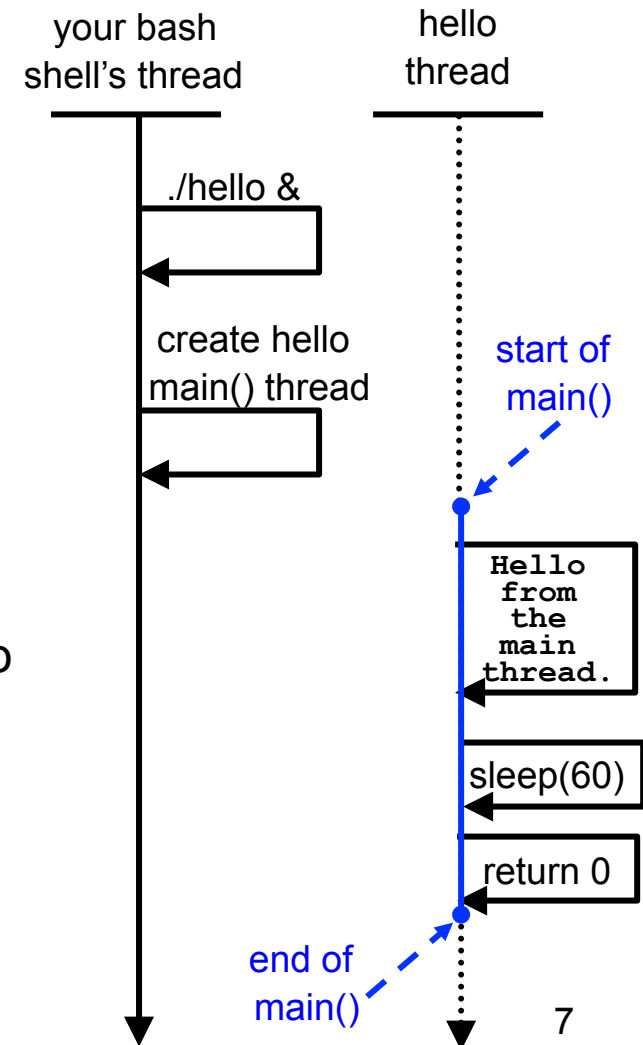 your bash
shell's thread
hello
thread
./hello &
create hello
main() thread
start of
main()
Hello
from
the
main
thread.
sleep(60)
return 0
end of
main()
7